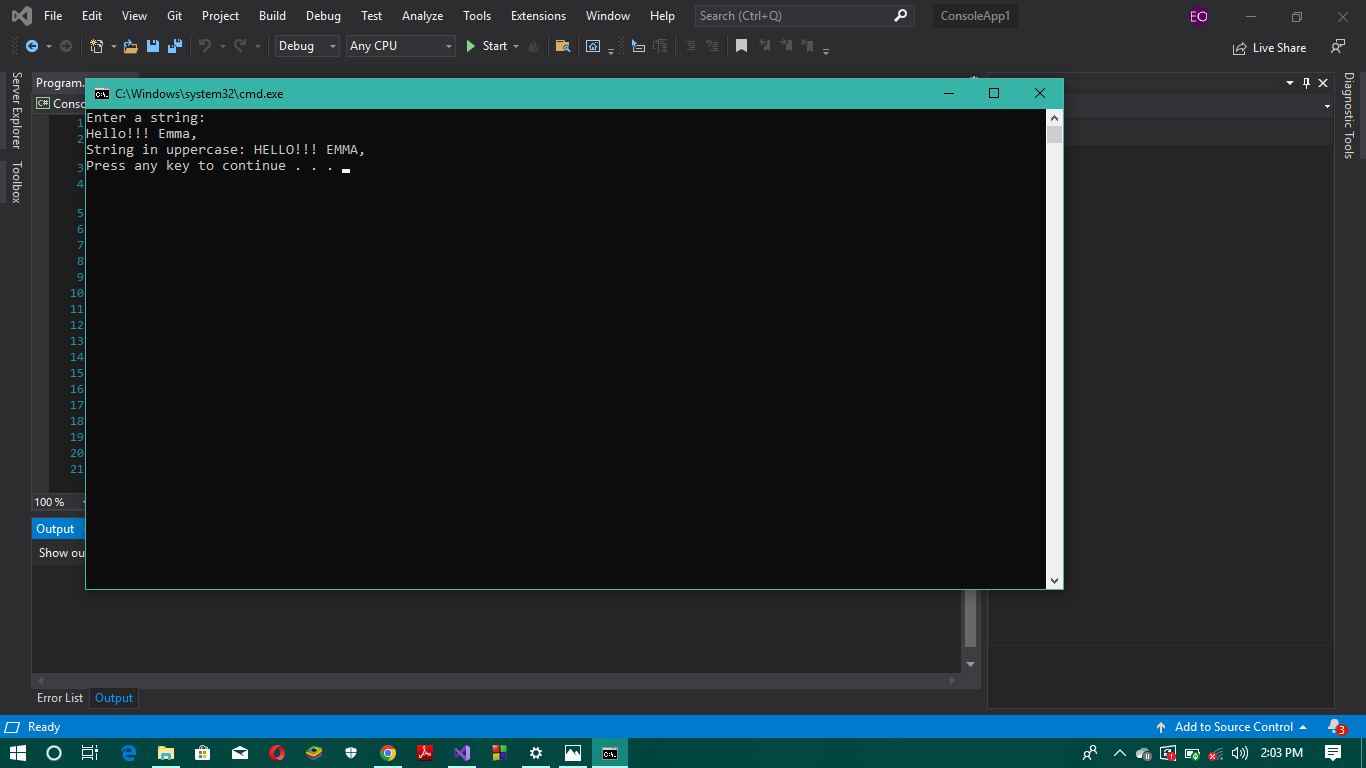 File Edit View Git Project Build Debug Test Analyze Tools Extensions Window Help Search (Ctrl+Q) ConsoleApp1 EO
Debug Any CPU Start Live Share
Server Explorer
Toolbox
Program.
C# Conso
C:\Windows\system32\cmd.exe
Enter a string:
Hello!!! Emma,
String in uppercase: HELLO!!! EMMA,
Press any key to continue . . .
1
2
3
4
5
6
7
8
9
10
11
12
13
14
15
16
17
18
19
20
21
100 %
Output
Show ou
Error List Output
Diagnostic Tools
Ready Add to Source Control 3
2:03 PM